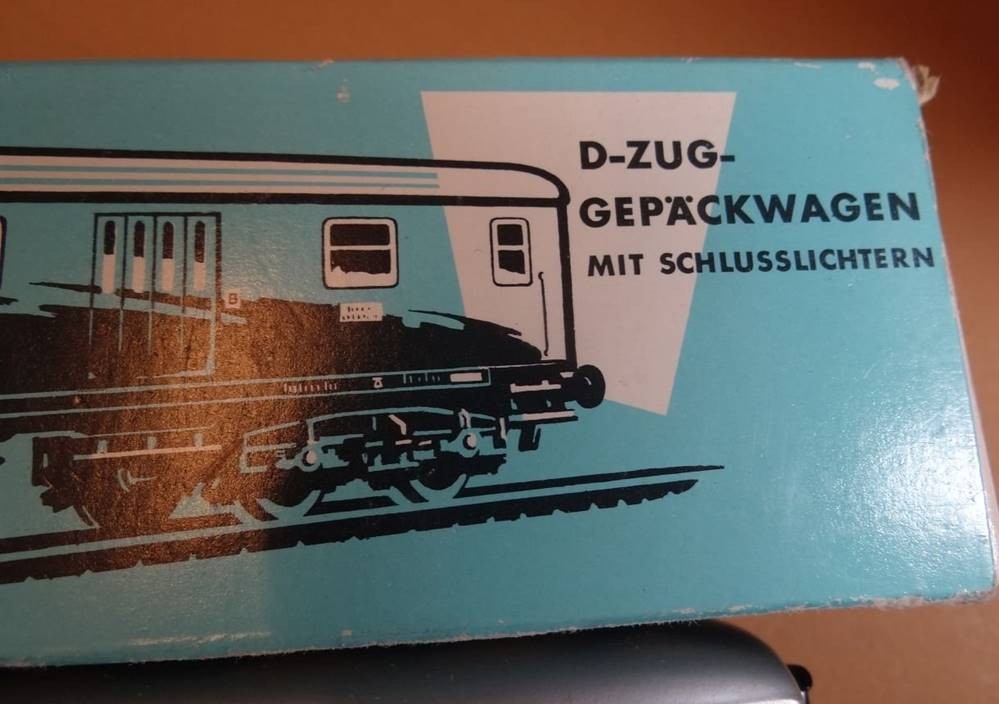 D-ZUG-
GEPÄCKWAGEN
MIT SCHLUSSLICHTERN
B